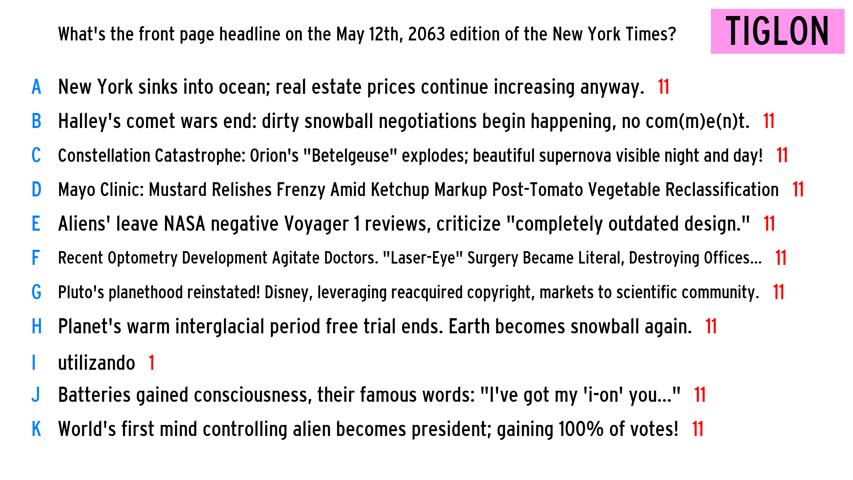 What's the front page headline on the May 12th, 2063 edition of the New York Times?
TIGLON
A New York sinks into ocean; real estate prices continue increasing anyway. 11
B Halley's comet wars end: dirty snowball negotiations begin happening, no com(m)e(n)t. 11
C Constellation Catastrophe: Orion's "Betelgeuse" explodes; beautiful supernova visible night and day! 11
D Mayo Clinic: Mustard Relishes Frenzy Amid Ketchup Markup Post-Tomato Vegetable Reclassification 11
E Aliens' leave NASA negative Voyager 1 reviews, criticize "completely outdated design." 11
F Recent Optometry Development Agitate Doctors. "Laser-Eye" Surgery Became Literal, Destroying Offices... 11
G Pluto's planethood reinstated! Disney, leveraging reacquired copyright, markets to scientific community. 11
H Planet's warm interglacial period free trial ends. Earth becomes snowball again. 11
I utilizando 1
J Batteries gained consciousness, their famous words: "I've got my 'i-on' you..." 11
K World's first mind controlling alien becomes president; gaining 100% of votes! 11